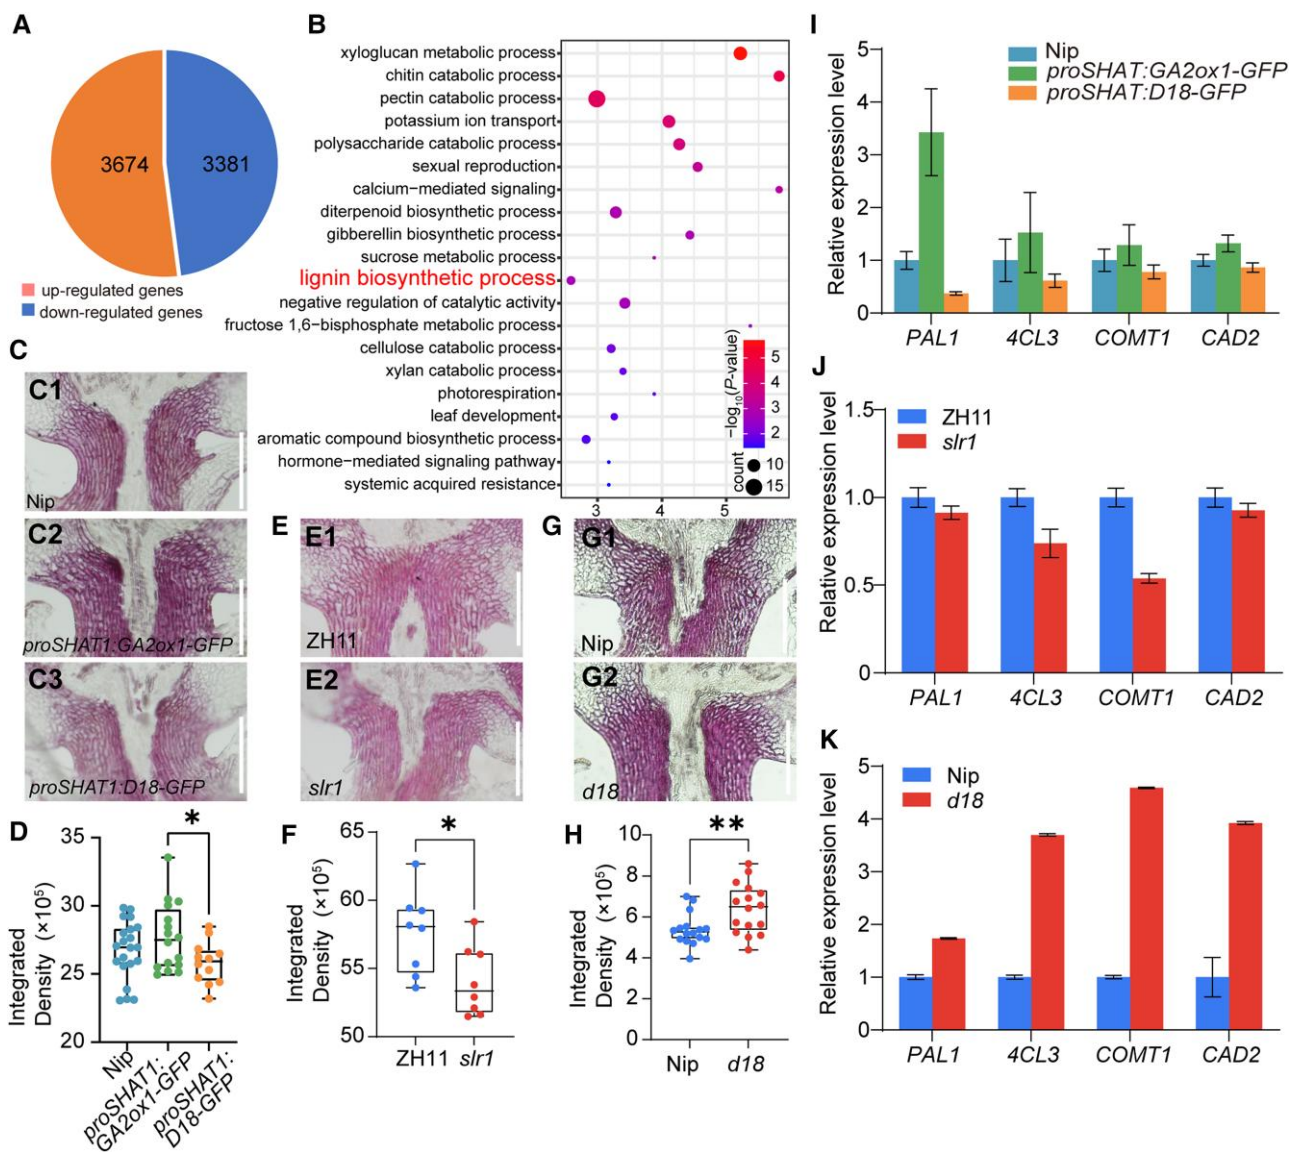 A
3674
3381
up-regulated genes
down-regulated genes
B
xyloglucan metabolic process
chitin catabolic process
pectin catabolic process
potassium ion transport
polysaccharide catabolic process
sexual reproduction
calcium−mediated signaling
diterpenoid biosynthetic process
gibberellin biosynthetic process
sucrose metabolic process
lignin biosynthetic process
negative regulation of catalytic activity
fructose 1,6−bisphosphate metabolic process
cellulose catabolic process
xylan catabolic process
photorespiration
leaf development
aromatic compound biosynthetic process
hormone−mediated signaling pathway
systemic acquired resistance
3 4 5
−log10(P-value)
5
4
3
2
count
10
15
C
C1
Nip
C2
proSHAT1:GA2ox1-GFP
C3
proSHAT1:D18-GFP
D
Integrated Density (×10⁵)
35
30
25
20
*
Nip
proSHAT1:GA2ox1-GFP
proSHAT1:D18-GFP
E
E1
ZH11
E2
slr1
F
Integrated Density (×10⁵)
65
60
55
50
*
ZH11 slr1
G
G1
Nip
G2
d18
H
Integrated Density (×10⁵)
10
8
6
4
2
0
**
Nip d18
I
Relative expression level
5
4
3
2
1
0
Nip
proSHAT:GA2ox1-GFP
proSHAT:D18-GFP
PAL1 4CL3 COMT1 CAD2
J
Relative expression level
1.5
1.0
0.5
0
ZH11
slr1
PAL1 4CL3 COMT1 CAD2
K
Relative expression level
5
4
3
2
1
0
Nip
d18
PAL1 4CL3 COMT1 CAD2